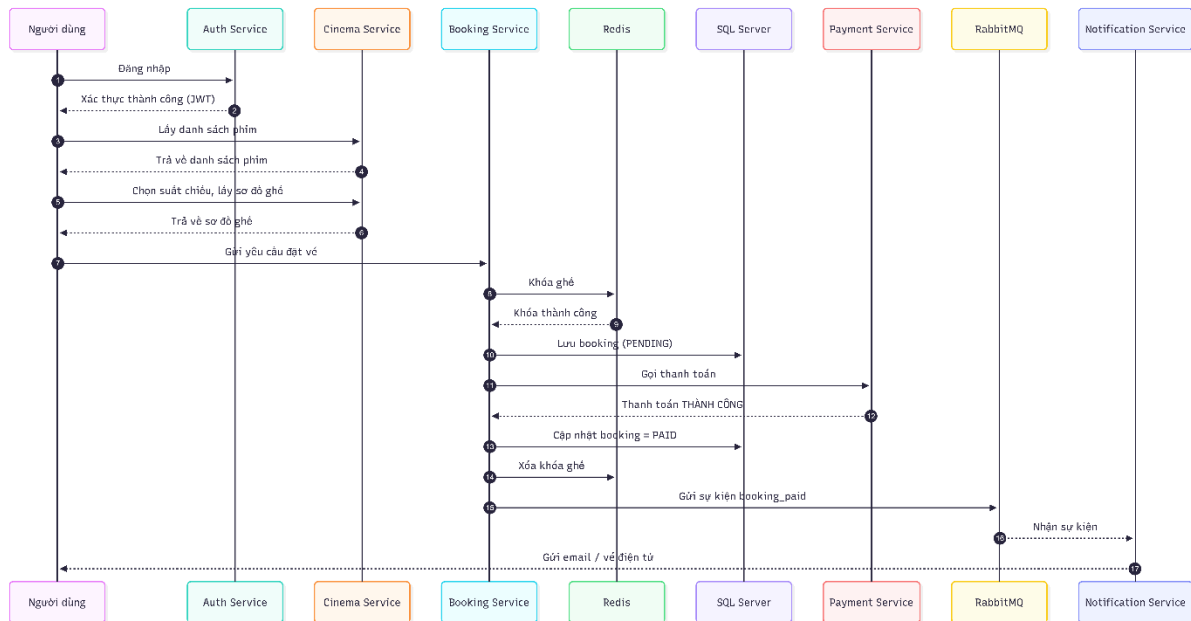 Người dùng
Auth Service
Cinema Service
Booking Service
Redis
SQL Server
Payment Service
RabbitMQ
Notification Service
Đăng nhập
1
Xác thực thành công (JWT)
2
Lấy danh sách phim
3
Trả về danh sách phim
4
Chọn suất chiếu, lấy sơ đồ ghế
5
Trả về sơ đồ ghế
6
Gửi yêu cầu đặt vé
7
Khóa ghế
8
Khóa thành công
9
Lưu booking (PENDING)
10
Gọi thanh toán
11
Thanh toán THÀNH CÔNG
12
Cập nhật booking = PAID
13
Xóa khóa ghế
14
Gửi sự kiện booking_paid
15
Nhận sự kiện
16
Gửi email / vé điện tử
17
Người dùng
Auth Service
Cinema Service
Booking Service
Redis
SQL Server
Payment Service
RabbitMQ
Notification Service